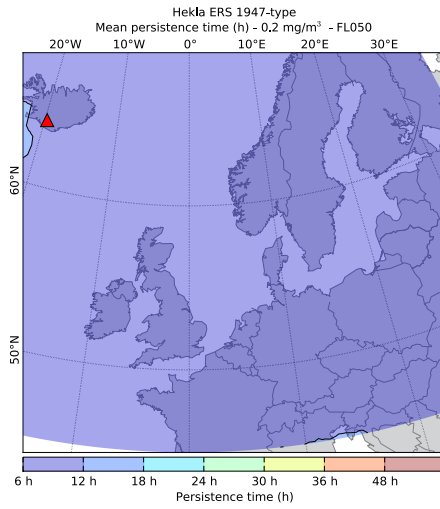 Hekla ERS 1947-type
Mean persistence time (h) - 0.2 mg/m³ - FL050
20°W 10°W 0° 10°E 20°E 30°E
60°N
50°N
6 h 12 h 18 h 24 h 30 h 36 h 48 h
Persistence time (h)